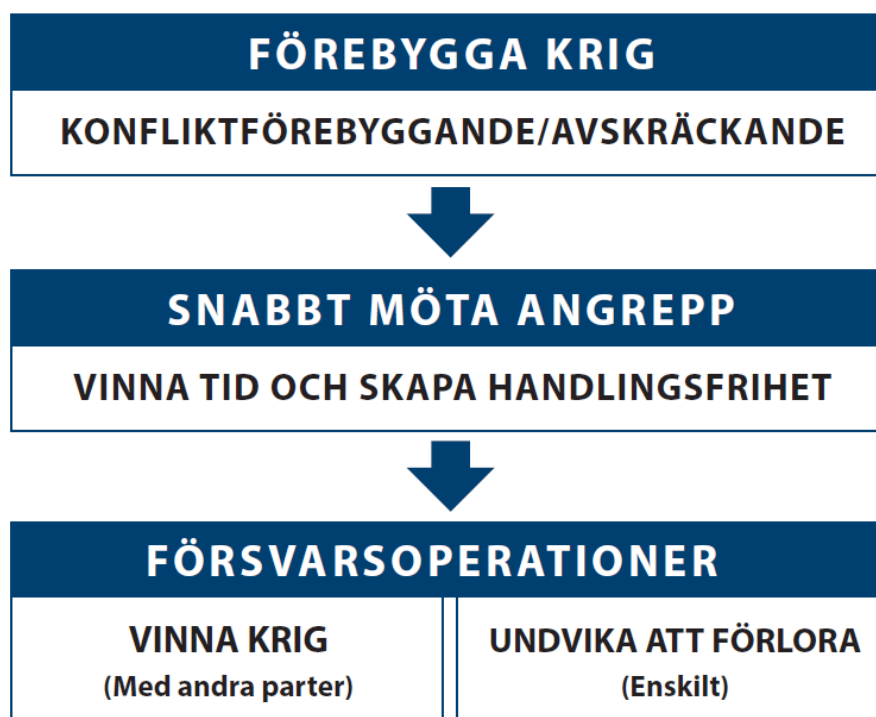 FÖREBYGGA KRIG
KONFLIKTFÖREBYGGANDE/AVSKRÄCKANDE
SNABBT MÖTA ANGREPP
VINNA TID OCH SKAPA HANDLINGSFRIHET
FÖRSVARSOPERATIONER
VINNA KRIG
(Med andra parter)
UNDVIKA ATT FÖRLORA
(Enskilt)